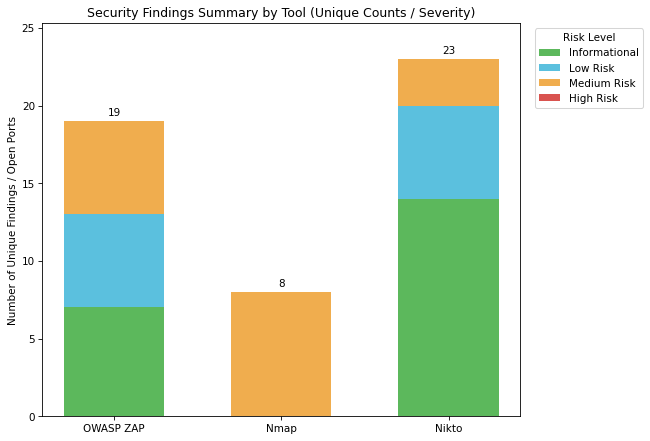 Security Findings Summary by Tool (Unique Counts / Severity)
Number of Unique Findings / Open Ports
25
20
15
10
5
0
19
8
23
OWASP ZAP
Nmap
Nikto
Risk Level
Informational
Low Risk
Medium Risk
High Risk